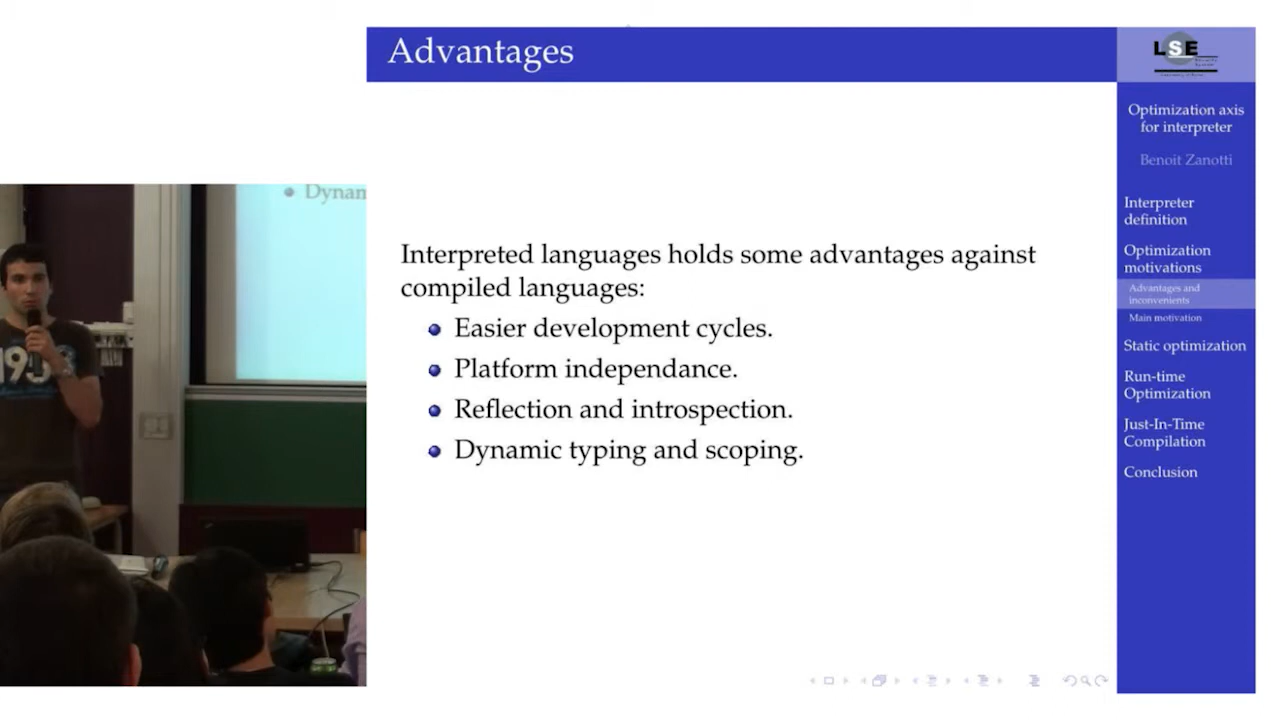 Advantages
LSE
Optimization axis
for interpreter
Benoit Zanotti
Interpreter
definition
Optimization
motivations
Advantages and
inconvenients
Main motivation
Static optimization
Run-time
Optimization
Just-In-Time
Compilation
Conclusion
Dynam
Interpreted languages holds some advantages against
compiled languages:
Easier development cycles.
Platform independance.
Reflection and introspection.
Dynamic typing and scoping.